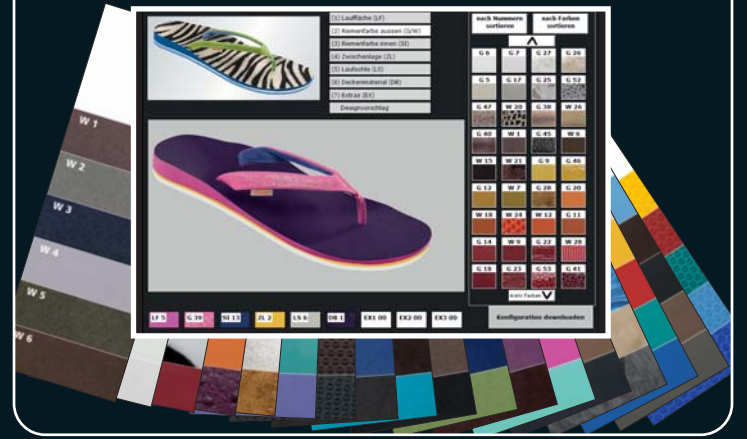 W 1
W 2
W 3
W 4
W 5
W 6
(1) Lauffläche (LF)
(2) Riemenfarbe aussen (G/W)
(3) Riemenfarbe innen (SI)
(4) Zwischenlage (ZL)
(5) Laufsohle (LS)
(6) Deckenmaterial (DB)
(7) Extras (EX)
Designvorschlag
nach Nummern sortieren
nach Farben sortieren
G 6 G 7 G 27 G 26
G 5 G 17 G 25 G 52
G 47 W 20 G 38 W 26
G 40 W 1 G 45 W 6
W 15 W 21 G 9 G 46
G 12 W 7 G 28 G 20
W 18 W 24 W 12 G 11
G 14 W 9 G 22 W 28
G 18 G 23 G 53 G 41
mehr Farben
LF 5 G 39 SI 13 ZL 2 LS 6 DB 1 EX1 00 EX2 00 EX3 00
Konfiguration downloaden